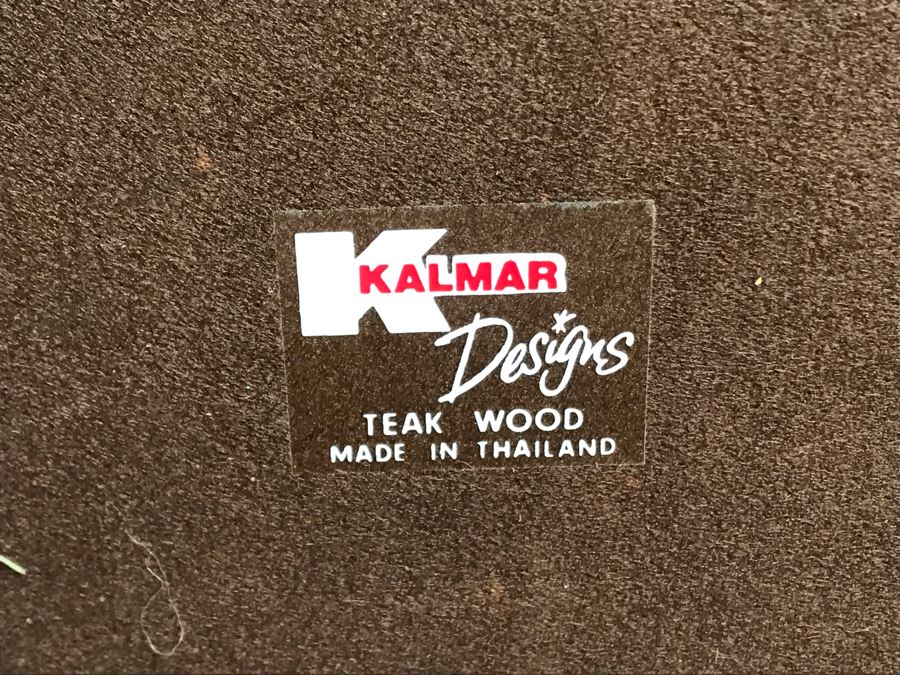 K KALMAR
Designs
TEAK WOOD
MADE IN THAILAND